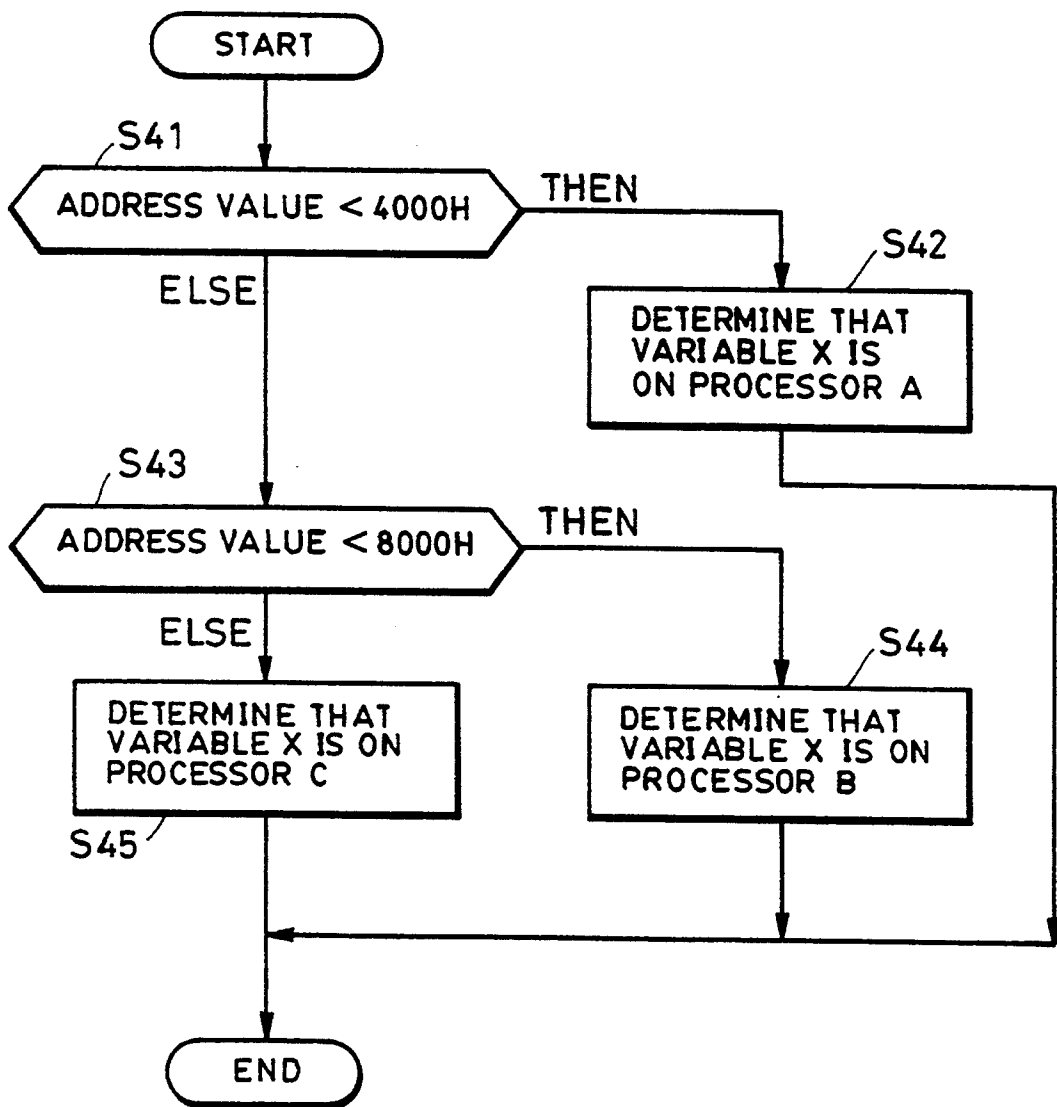 START
S41
ADDRESS VALUE < 4000H
THEN
ELSE
S42
DETERMINE THAT
VARIABLE X IS
ON PROCESSOR A
S43
ADDRESS VALUE < 8000H
THEN
ELSE
S44
DETERMINE THAT
VARIABLE X IS ON
PROCESSOR C
DETERMINE THAT
VARIABLE X IS ON
PROCESSOR B
S45
END